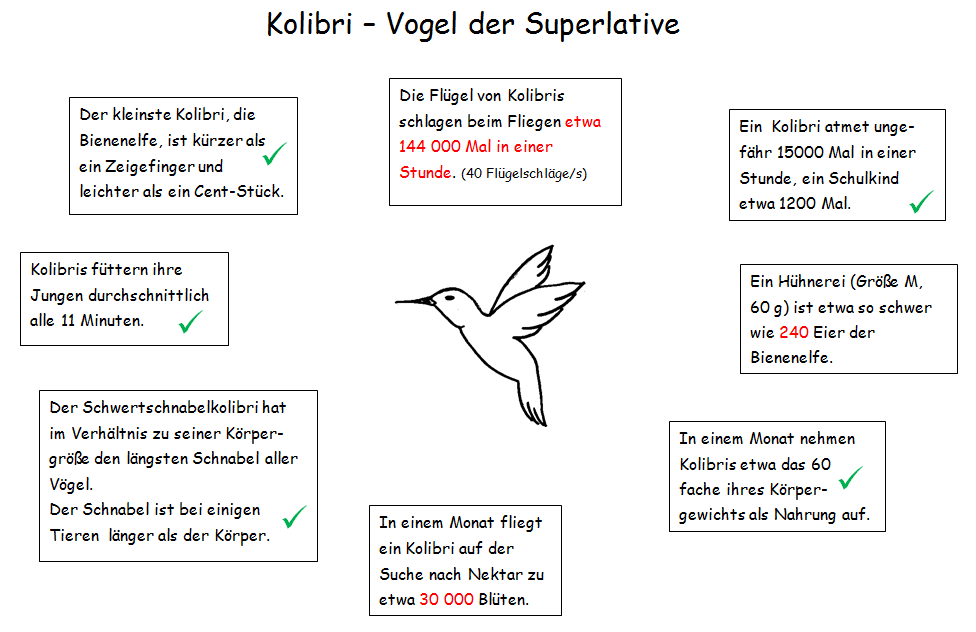 Kolibri – Vogel der Superlative
Der kleinste Kolibri, die
Bienenelfe, ist kürzer als
ein Zeigefinger und
leichter als ein Cent-Stück.
Die Flügel von Kolibris
schlagen beim Fliegen etwa
144 000 Mal in einer
Stunde. (40 Flügelschläge/s)
Ein Kolibri atmet unge-
fähr 15000 Mal in einer
Stunde, ein Schulkind
etwa 1200 Mal.
Kolibris füttern ihre
Jungen durchschnittlich
alle 11 Minuten.
Ein Hühnerei (Größe M,
60 g) ist etwa so schwer
wie 240 Eier der
Bienenelfe.
Der Schwertschnabelkolibri hat
im Verhältnis zu seiner Körper-
größe den längsten Schnabel aller
Vögel.
Der Schnabel ist bei einigen
Tieren länger als der Körper.
In einem Monat nehmen
Kolibris etwa das 60
fache ihres Körper-
gewichts als Nahrung auf.
In einem Monat fliegt
ein Kolibri auf der
Suche nach Nektar zu
etwa 30 000 Blüten.